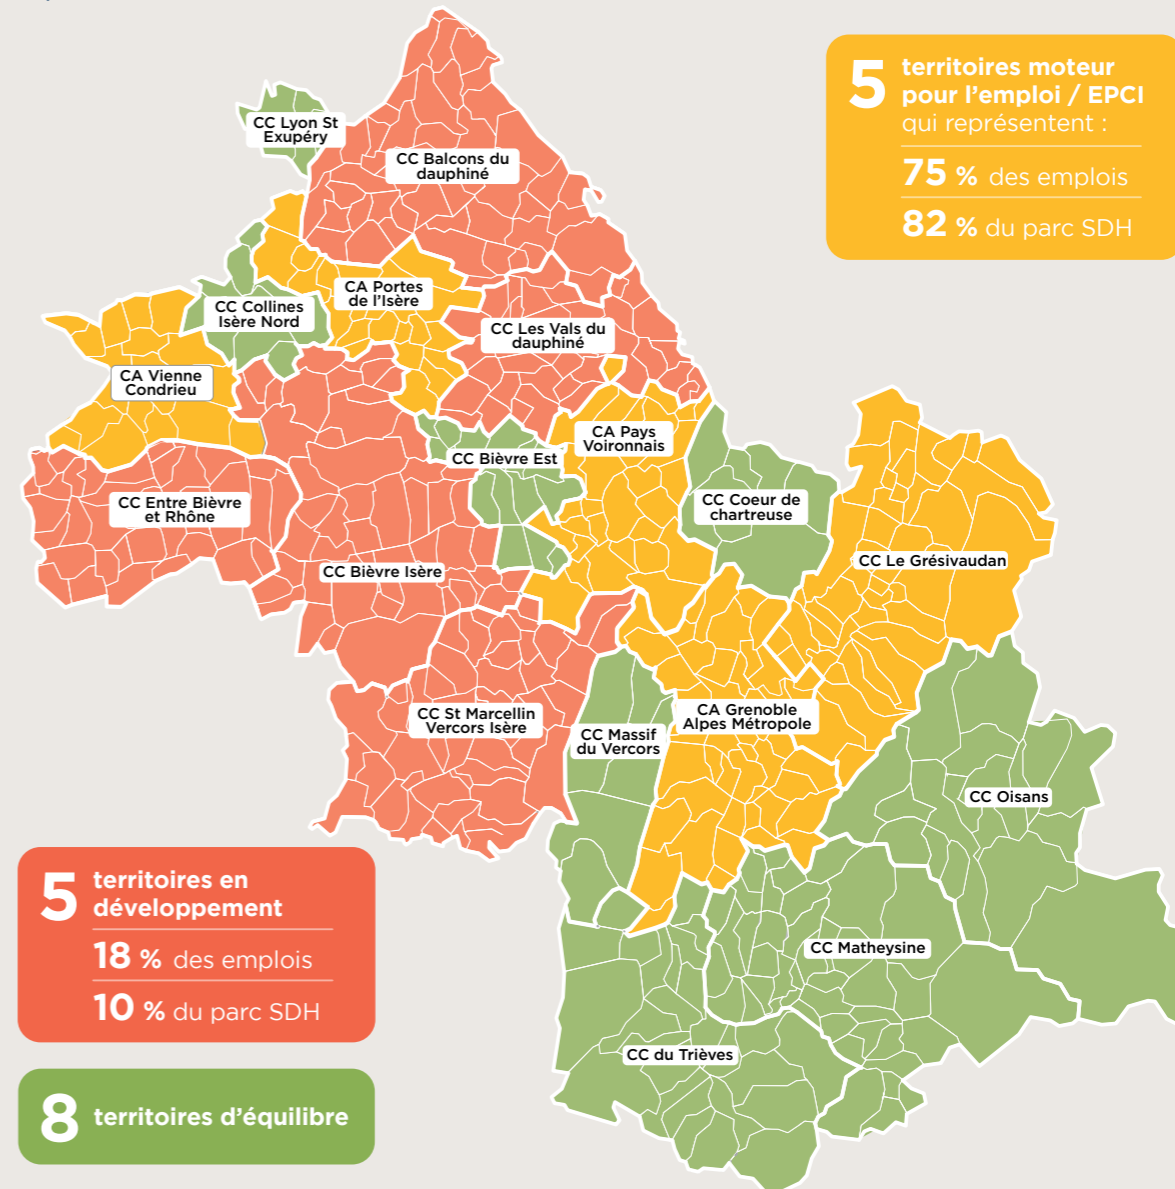 5
territoires moteur
pour l'emploi / EPCI
qui représentent :
75 % des emplois
82 % du parc SDH
CC Lyon St
Exupéry
CC Balcons du
dauphiné
CA Portes
de l'Isère
CC Collines
Isère Nord
CC Les Vals du
dauphiné
CA Vienne
Condrieu
CA Pays
Voironnais
CC Bièvre Est
CC Entre Bièvre
et Rhône
CC Coeur de
chartreuse
CC Bièvre Isère
CC Le Grésivaudan
CC St Marcellin
Vercors Isère
CC Massif
du Vercors
CA Grenoble
Alpes Métropole
CC Oisans
CC Matheysine
CC du Trièves
5
territoires en
développement
18 % des emplois
10 % du parc SDH
8 territoires d'équilibre